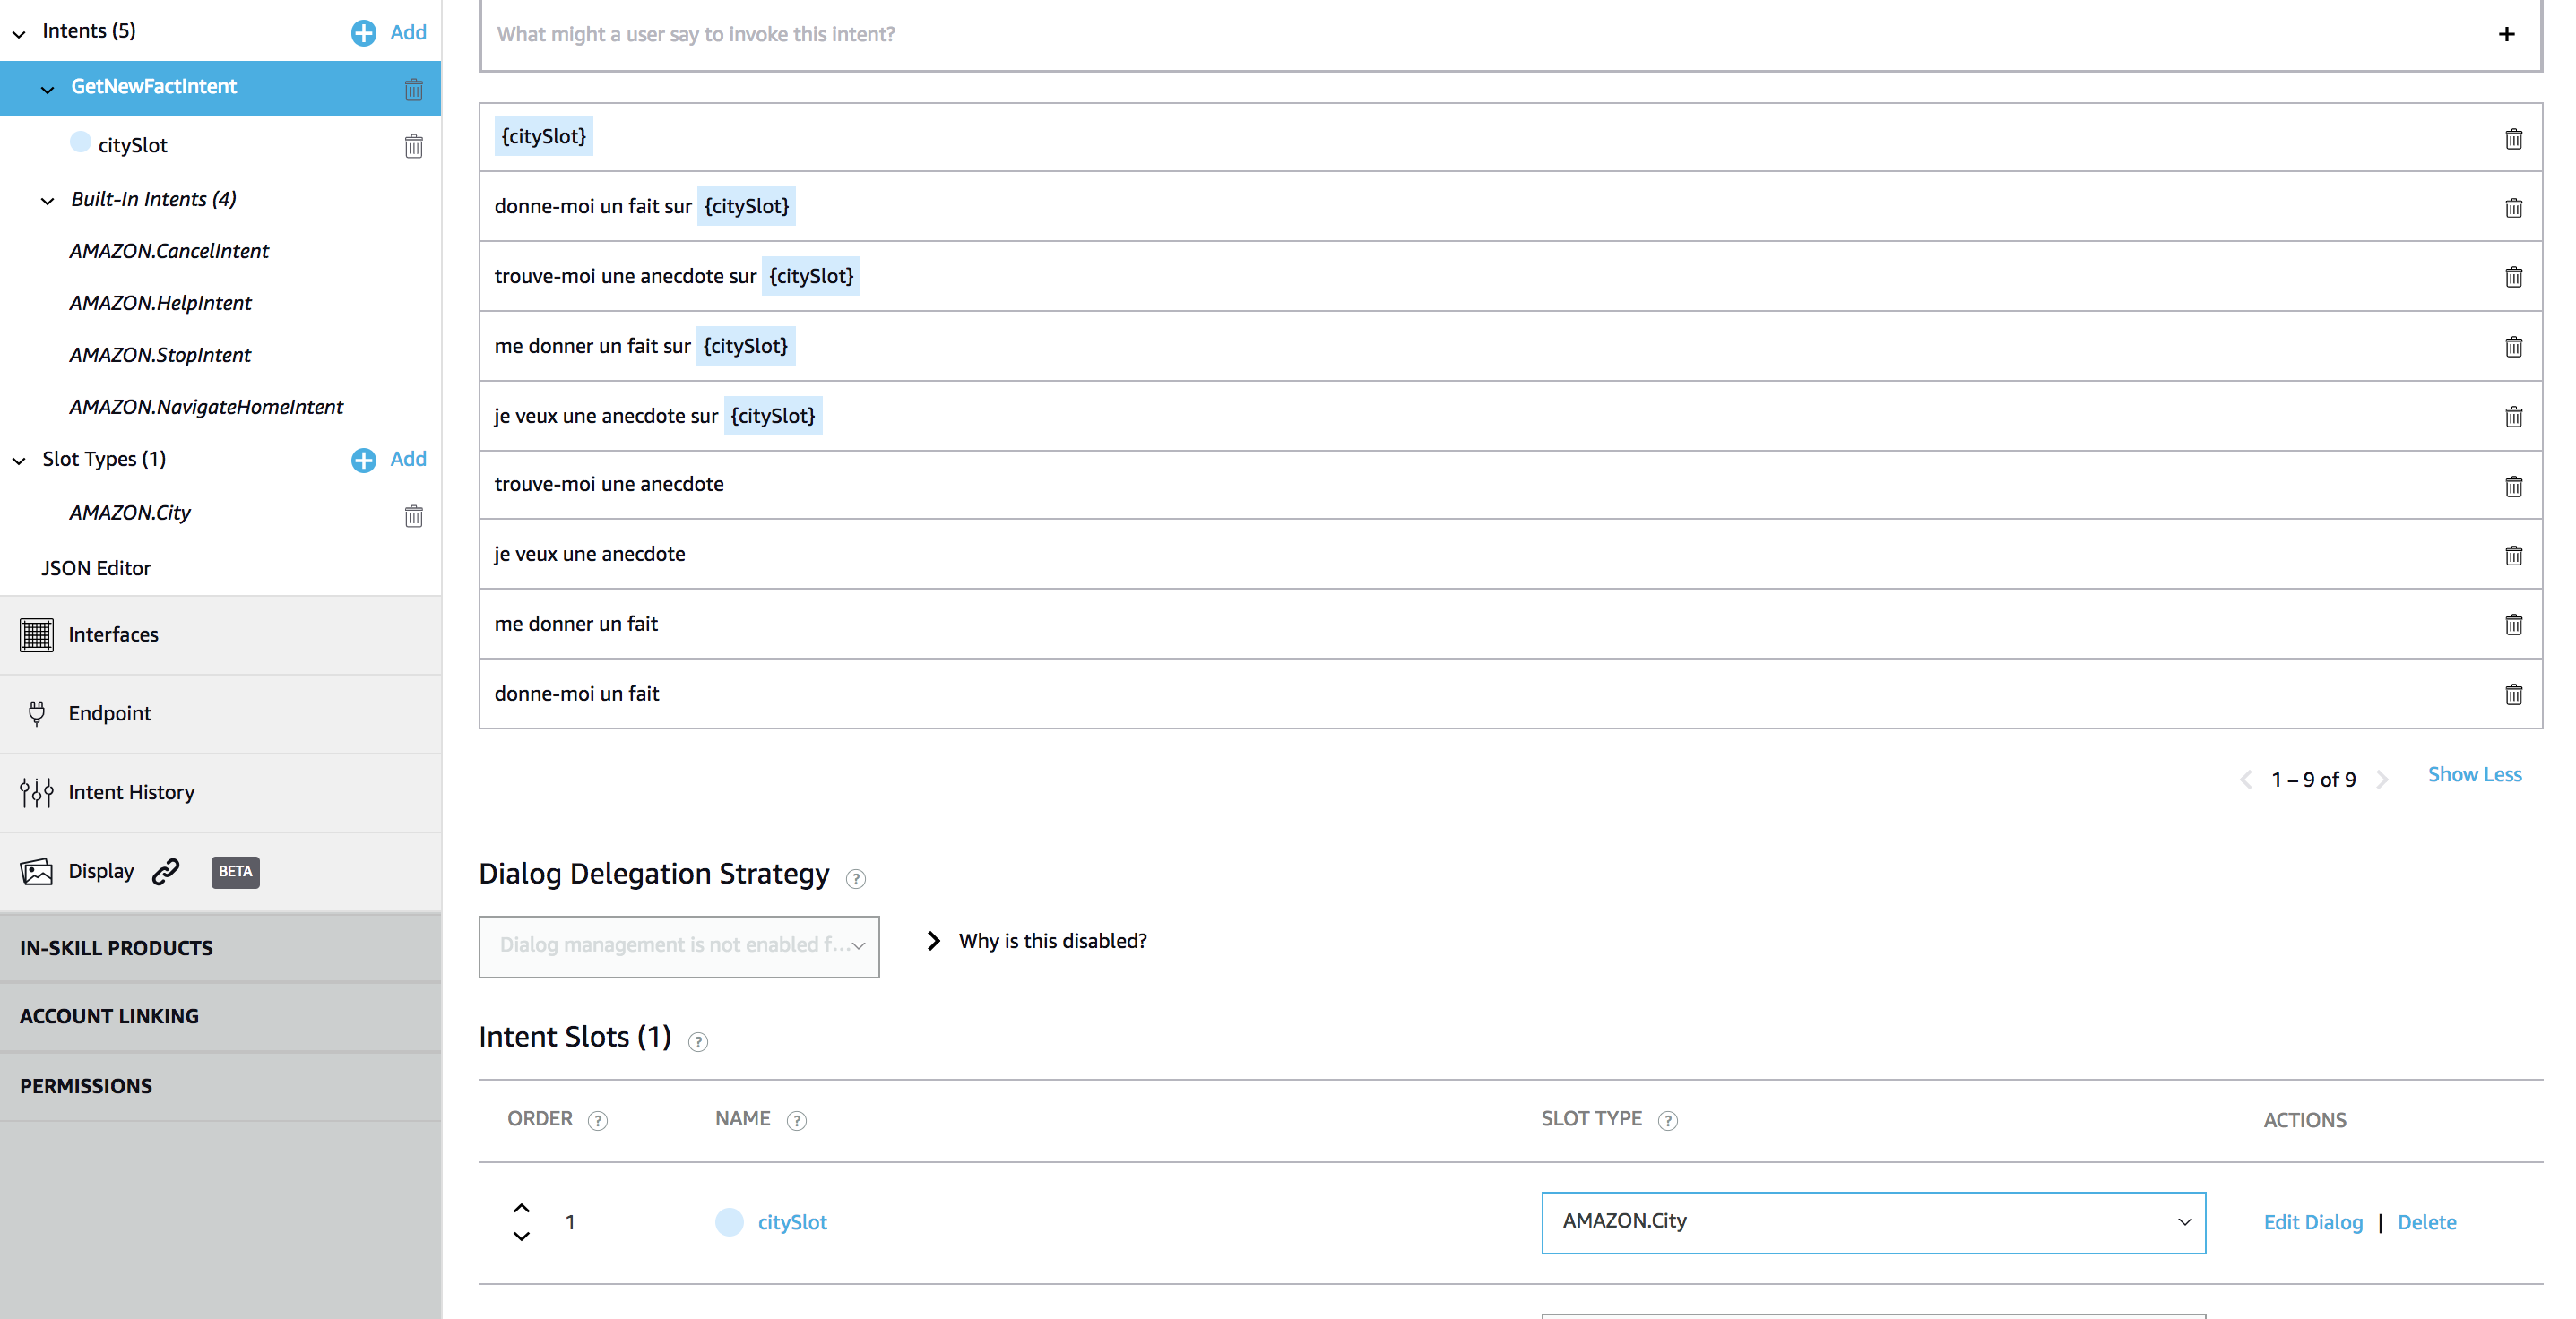 Intents (5)
Add
GetNewFactIntent
citySlot
Built-In Intents (4)
AMAZON.CancelIntent
AMAZON.HelpIntent
AMAZON.StopIntent
AMAZON.NavigateHomeIntent
Slot Types (1)
Add
AMAZON.City
JSON Editor
Interfaces
Endpoint
Intent History
Display BETA
IN-SKILL PRODUCTS
ACCOUNT LINKING
PERMISSIONS
What might a user say to invoke this intent?
{citySlot}
donne-moi un fait sur {citySlot}
trouve-moi une anecdote sur {citySlot}
me donner un fait sur {citySlot}
je veux une anecdote sur {citySlot}
trouve-moi une anecdote
je veux une anecdote
me donner un fait
donne-moi un fait
1 – 9 of 9
Show Less
Dialog Delegation Strategy ?
Dialog management is not enabled f...
Why is this disabled?
Intent Slots (1) ?
ORDER ? NAME ? SLOT TYPE ? ACTIONS
1 citySlot AMAZON.City Edit Dialog | Delete